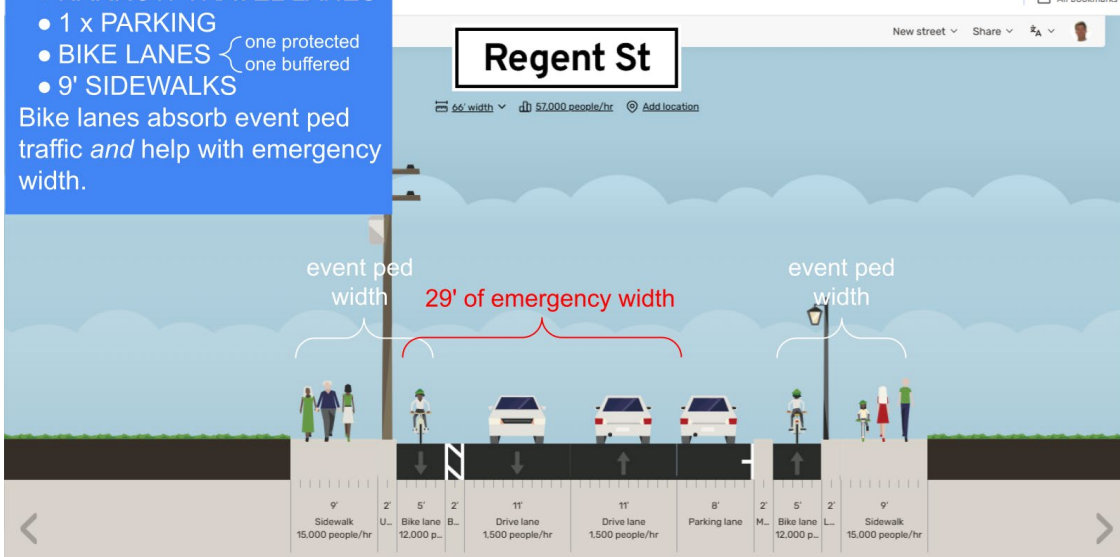 All Bookmarks
● 1 x PARKING
● BIKE LANES one protected
one buffered
● 9' SIDEWALKS
Bike lanes absorb event ped
traffic and help with emergency
width.
New street Share
Regent St
66' width 57,000 people/hr Add location
event ped
width
29' of emergency width
event ped
width
9' 2' 5' 2' 11' 11' 8' 2' 5' 2' 9'
Sidewalk U... Bike lane B... Drive lane Drive lane Parking lane M... Bike lane L... Sidewalk
15,000 people/hr 12,000 p... 1,500 people/hr 1,500 people/hr 12,000 p... 15,000 people/hr